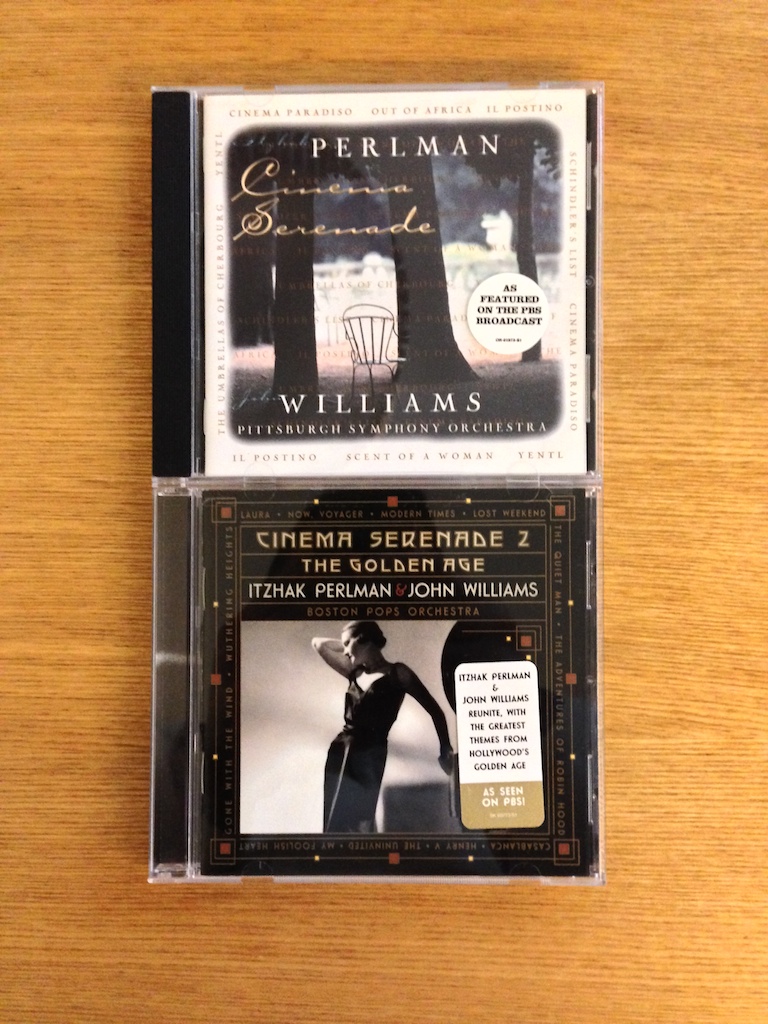 CINEMA PARADISO OUT OF AFRICA IL POSTINO
YENTL
THE UMBRELLAS OF CHERBOURG
SCHINDLER'S LIST CINEMA PARADISO
PERLMAN
Cinema
Serenade
AS
FEATURED
ON THE PBS
BROADCAST
WILLIAMS
PITTSBURGH SYMPHONY ORCHESTRA
IL POSTINO SCENT OF A WOMAN YENTL
LAURA • NOW, VOYAGER • MODERN TIMES • LOST WEEKEND
GONE WITH THE WIND • WUTHERING HEIGHTS
THE QUIET MAN • THE ADVENTURES OF ROBIN HOOD
CINEMA SERENADE 2
THE GOLDEN AGE
ITZHAK PERLMAN & JOHN WILLIAMS
BOSTON POPS ORCHESTRA
ITZHAK PERLMAN
&
JOHN WILLIAMS
REUNITE, WITH
THE GREATEST
THEMES FROM
HOLLYWOOD'S
GOLDEN AGE
AS SEEN
ON PBS!
CASABLANCA • HENRY V • THE UNINVITED • MY FOOLISH HEART